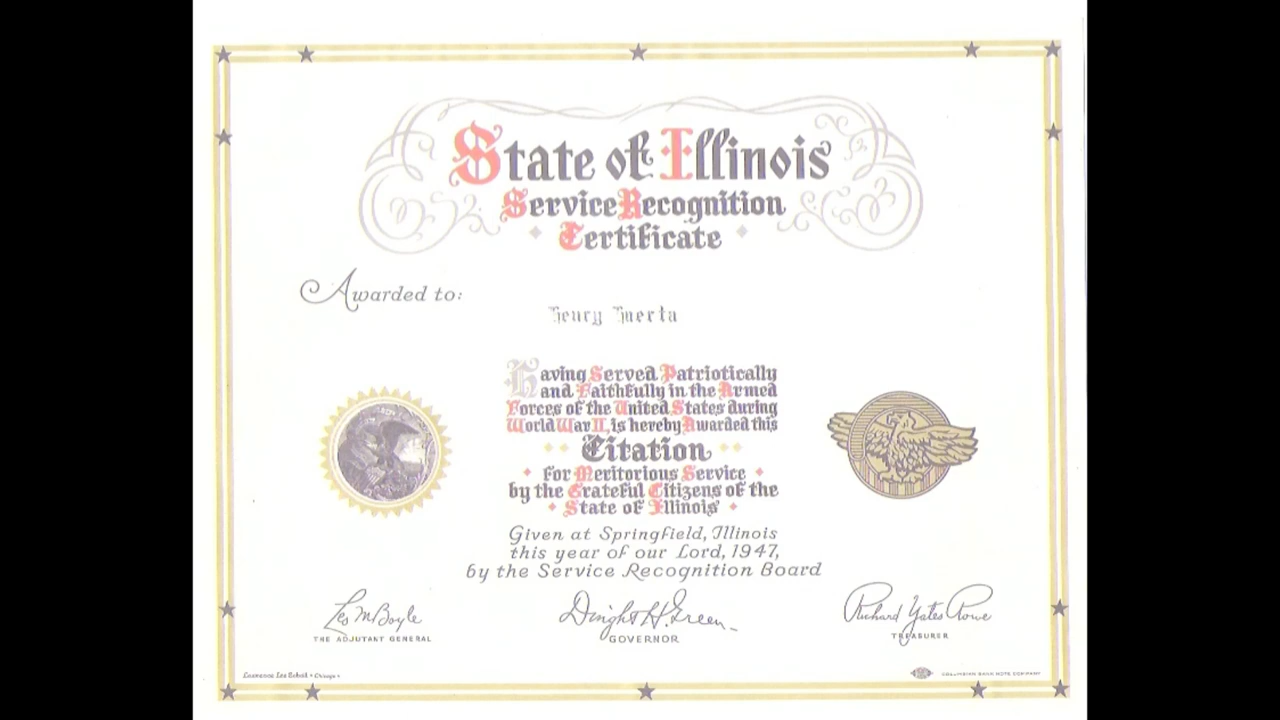 State of Illinois
Service Recognition
Certificate
Awarded to:
Henry Huerta
Having Served Patriotically
and Faithfully in the Armed
Forces of the United States during
World War II, is hereby Awarded this
Citation
For Meritorious Service
by the Grateful Citizens of the
State of Illinois
Given at Springfield, Illinois
this year of our Lord, 1947,
by the Service Recognition Board
Leo M Boyle
Dwight H. Green
Richard Yates Rowe
THE ADJUTANT GENERAL
GOVERNOR
TREASURER
Chicago
COLUMBIAN BANK NOTE COMPANY